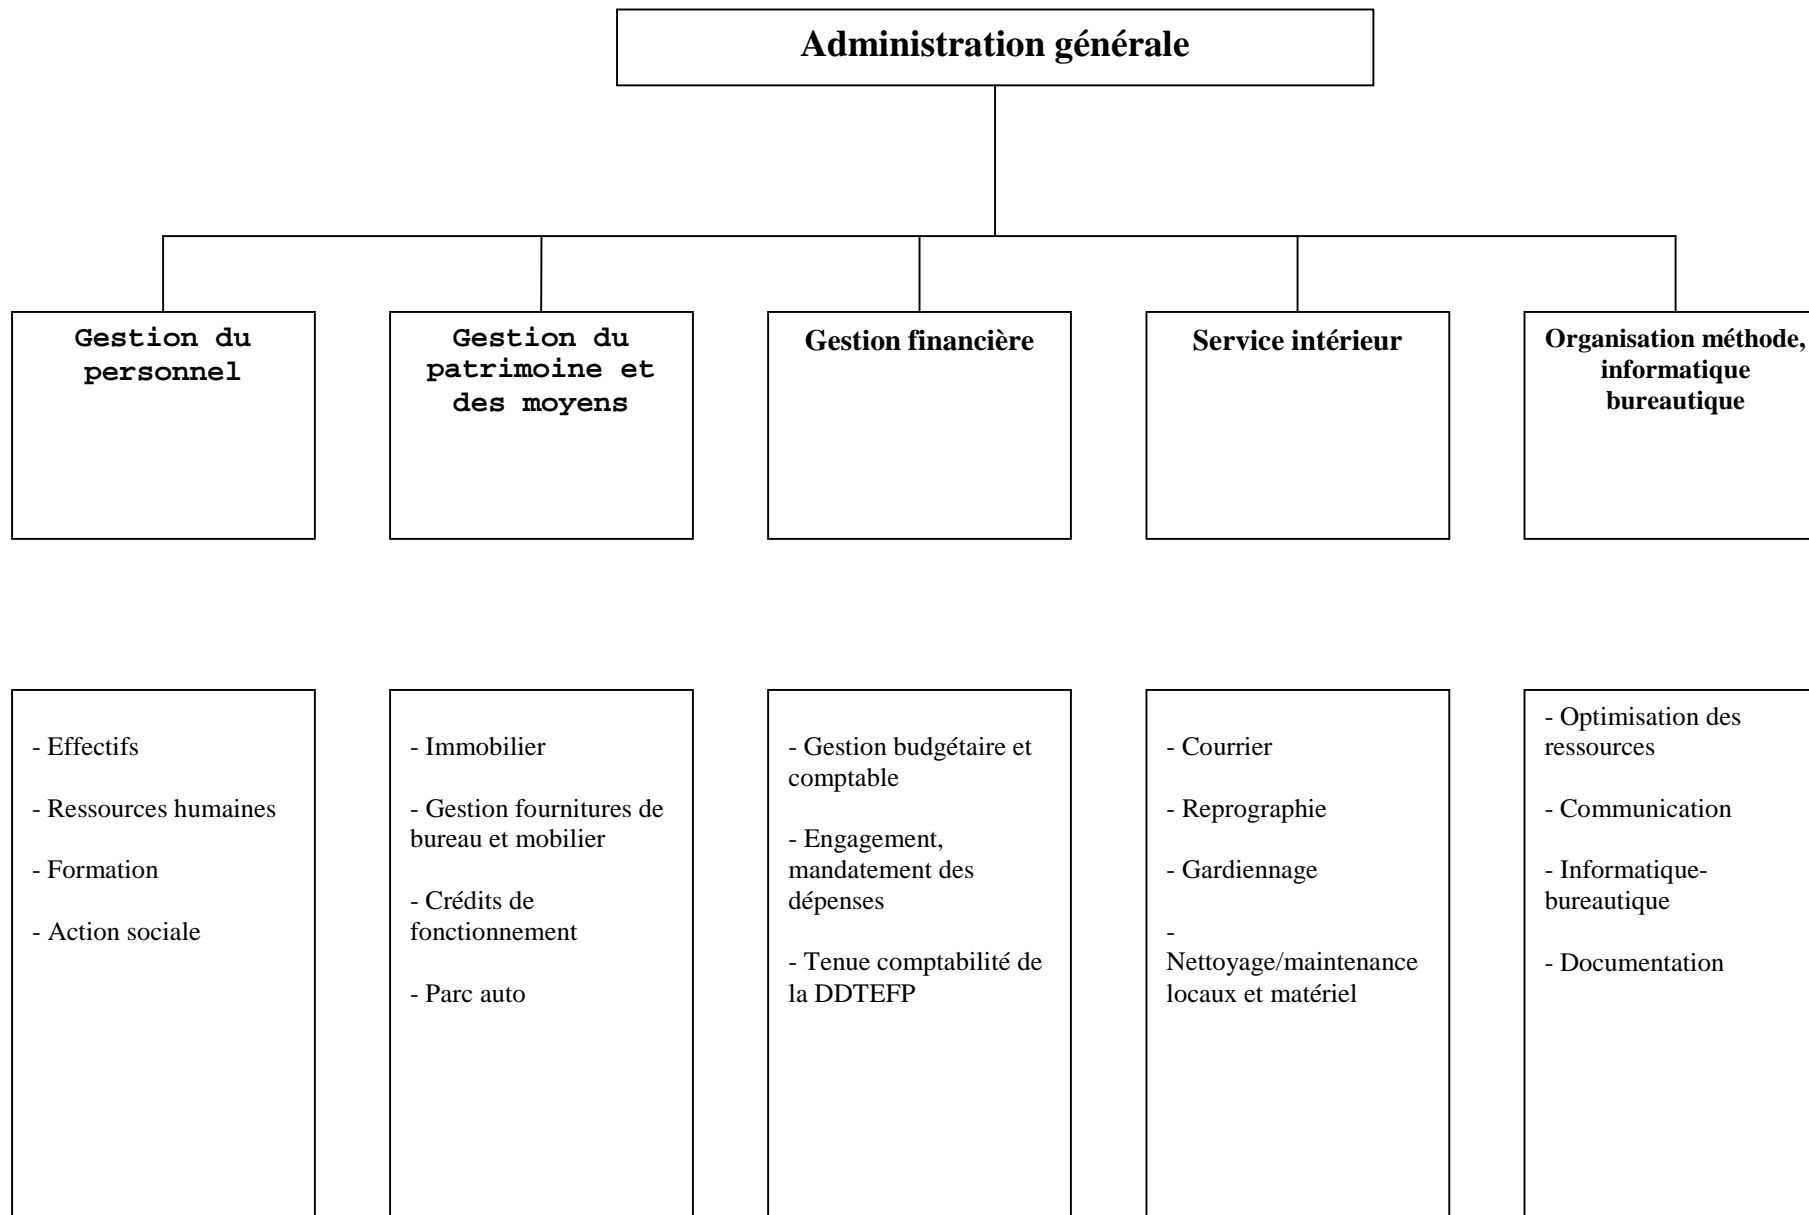 Administration générale
Gestion du
personnel
Gestion du
patrimoine et
des moyens
Gestion financière
Service intérieur
Organisation méthode,
informatique
bureautique
- Effectifs
- Ressources humaines
- Formation
- Action sociale
- Immobilier
- Gestion fournitures de
bureau et mobilier
- Crédits de
fonctionnement
- Parc auto
- Gestion budgétaire et
comptable
- Engagement,
mandatement des
dépenses
- Tenue comptabilité de
la DDTEFP
- Courrier
- Reprographie
- Gardiennage
-
Nettoyage/maintenance
locaux et matériel
- Optimisation des
ressources
- Communication
- Informatique-
bureautique
- Documentation